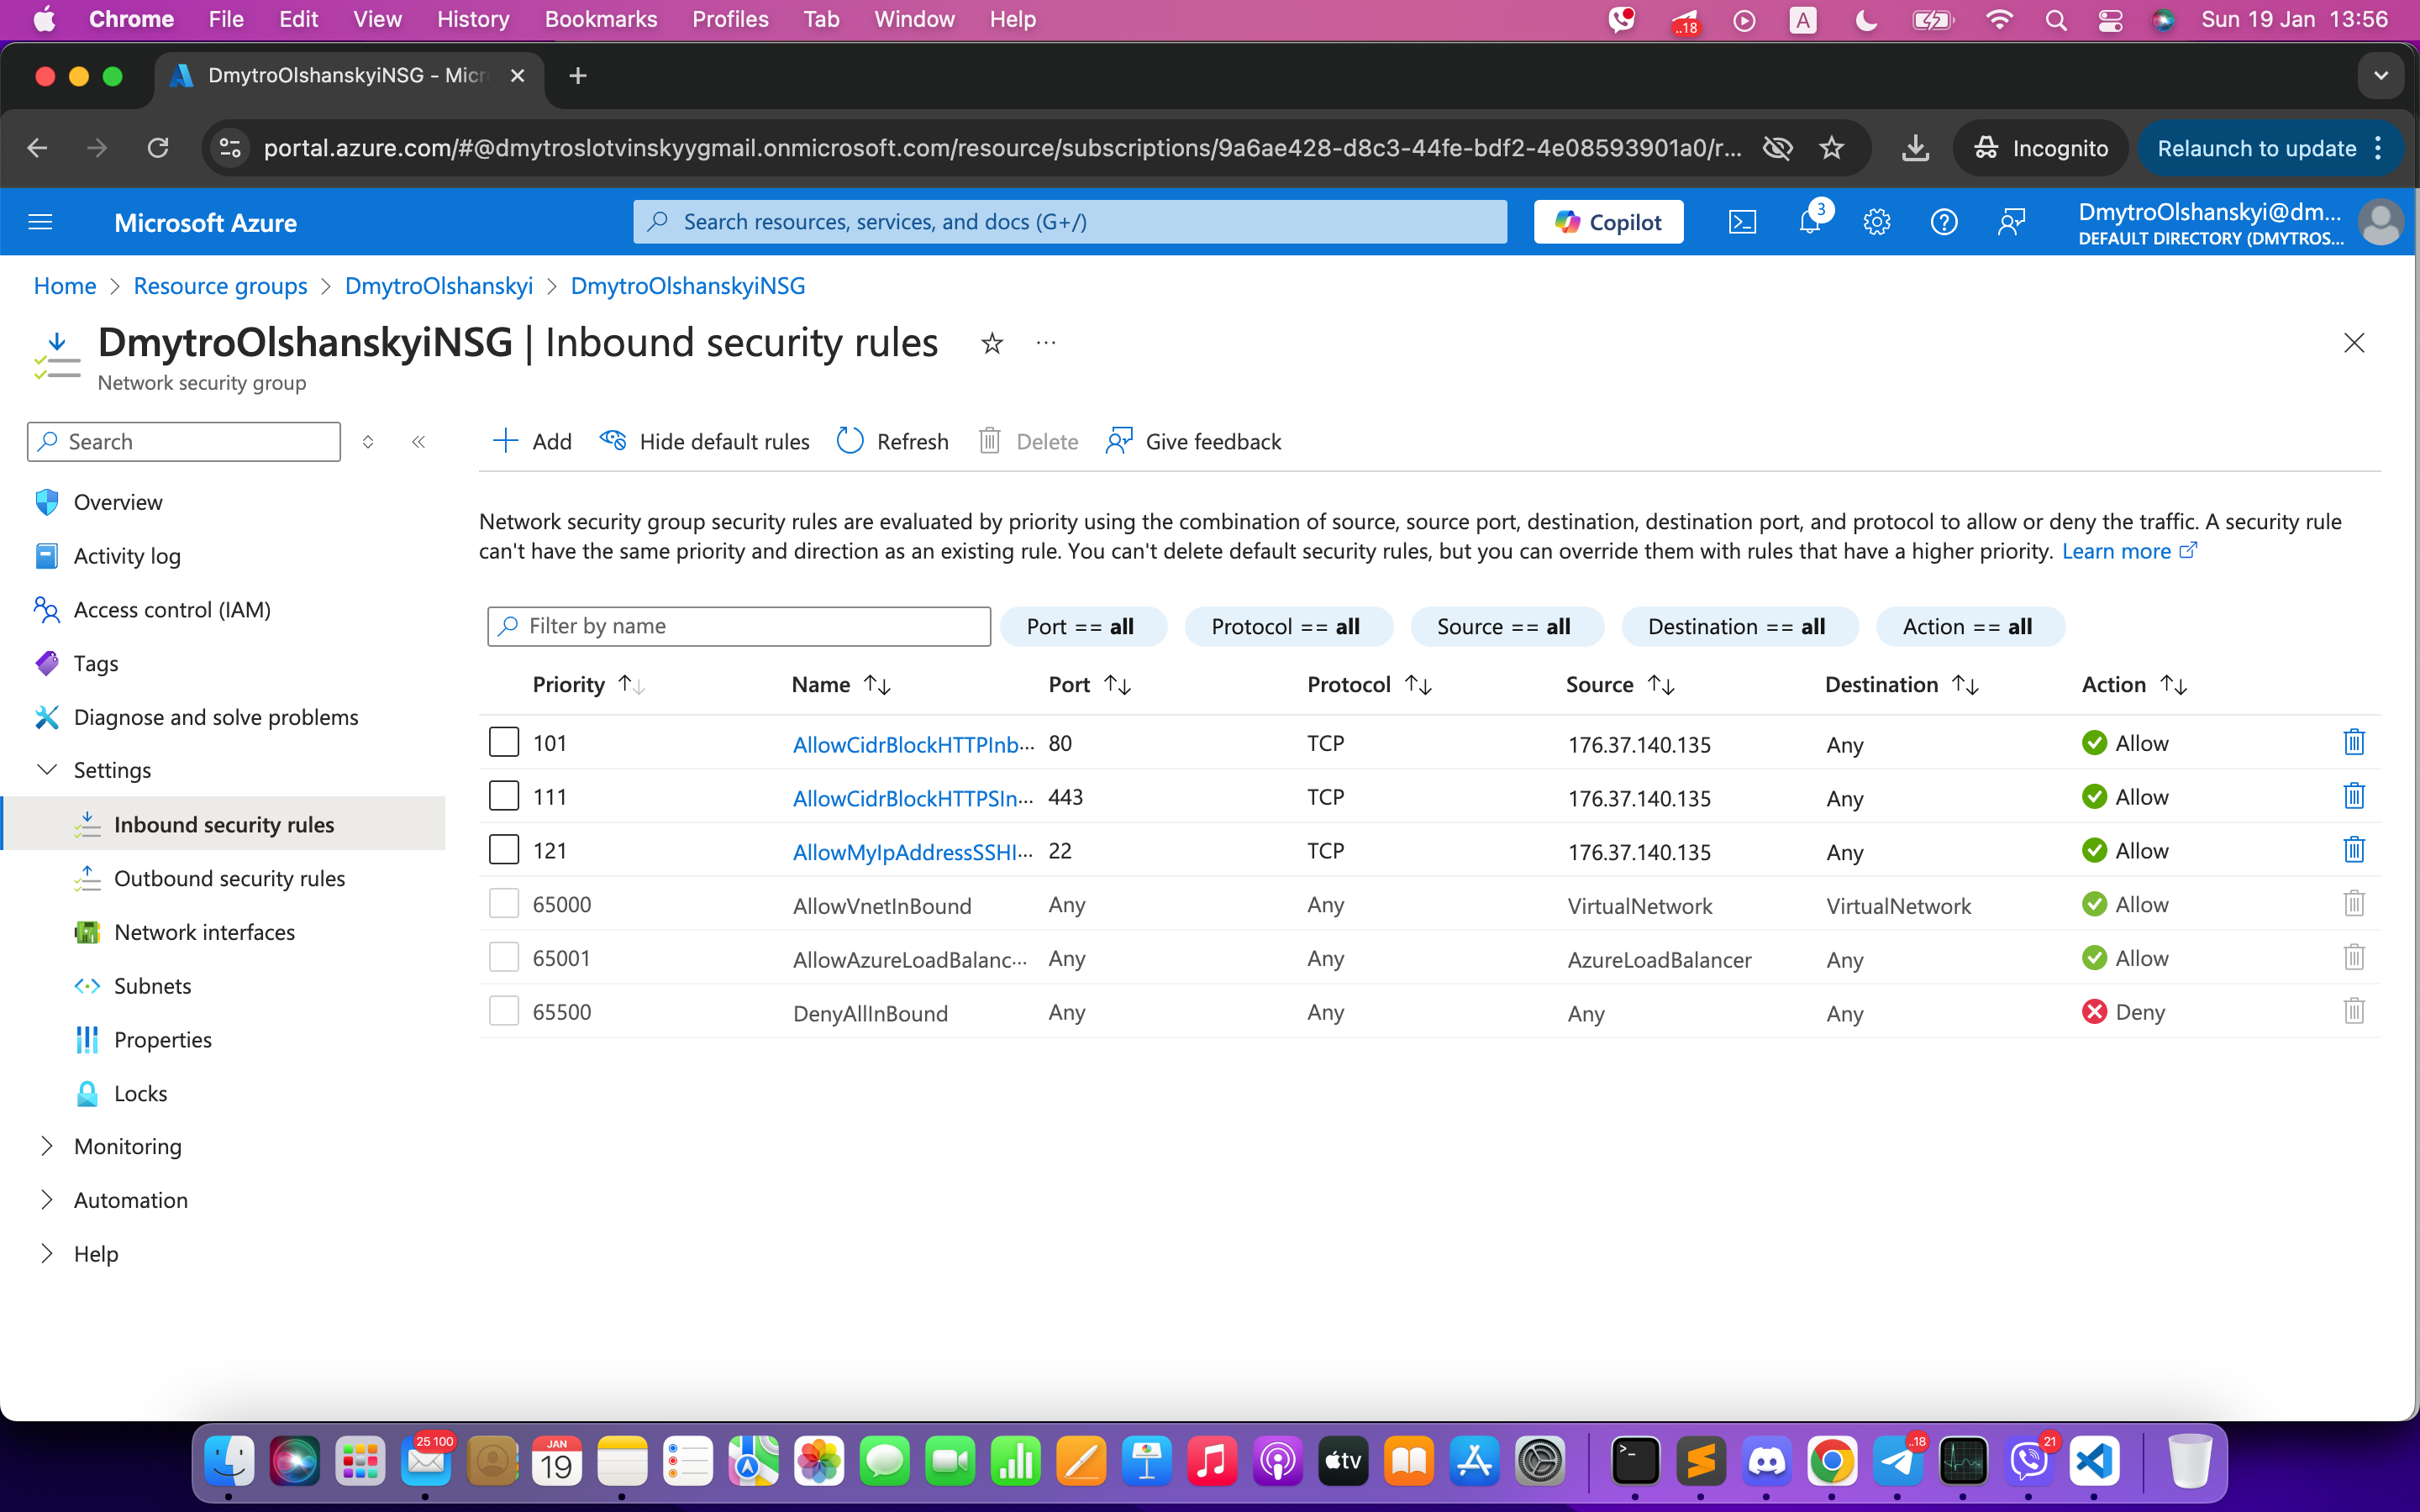 Chrome File Edit View History Bookmarks Profiles Tab Window Help ..18 A Sun 19 Jan 13:56
DmytroOlshanskyiNSG - Micr
portal.azure.com/#@dmytroslotvinskyygmail.onmicrosoft.com/resource/subscriptions/9a6ae428-d8c3-44fe-bdf2-4e08593901a0/r... Incognito Relaunch to update
Microsoft Azure Search resources, services, and docs (G+/) Copilot 3 DmytroOlshanskyi@dm...
DEFAULT DIRECTORY (DMYTROS...
Home > Resource groups > DmytroOlshanskyi > DmytroOlshanskyiNSG
DmytroOlshanskyiNSG | Inbound security rules ...
Network security group
Search
Overview
Activity log
Access control (IAM)
Tags
Diagnose and solve problems
Settings
Inbound security rules
Outbound security rules
Network interfaces
Subnets
Properties
Locks
Monitoring
Automation
Help
Add Hide default rules Refresh Delete Give feedback
Network security group security rules are evaluated by priority using the combination of source, source port, destination, destination port, and protocol to allow or deny the traffic. A security rule
can't have the same priority and direction as an existing rule. You can't delete default security rules, but you can override them with rules that have a higher priority. Learn more
Filter by name Port == all Protocol == all Source == all Destination == all Action == all
Priority Name Port Protocol Source Destination Action
101 AllowCidrBlockHTTPInb... 80 TCP 176.37.140.135 Any Allow
111 AllowCidrBlockHTTPSIn... 443 TCP 176.37.140.135 Any Allow
121 AllowMyIpAddressSSHI... 22 TCP 176.37.140.135 Any Allow
65000 AllowVnetInBound Any Any VirtualNetwork VirtualNetwork Allow
65001 AllowAzureLoadBalanc... Any Any AzureLoadBalancer Any Allow
65500 DenyAllInBound Any Any Any Any Deny
25 100 JAN 19 tv ..18 21